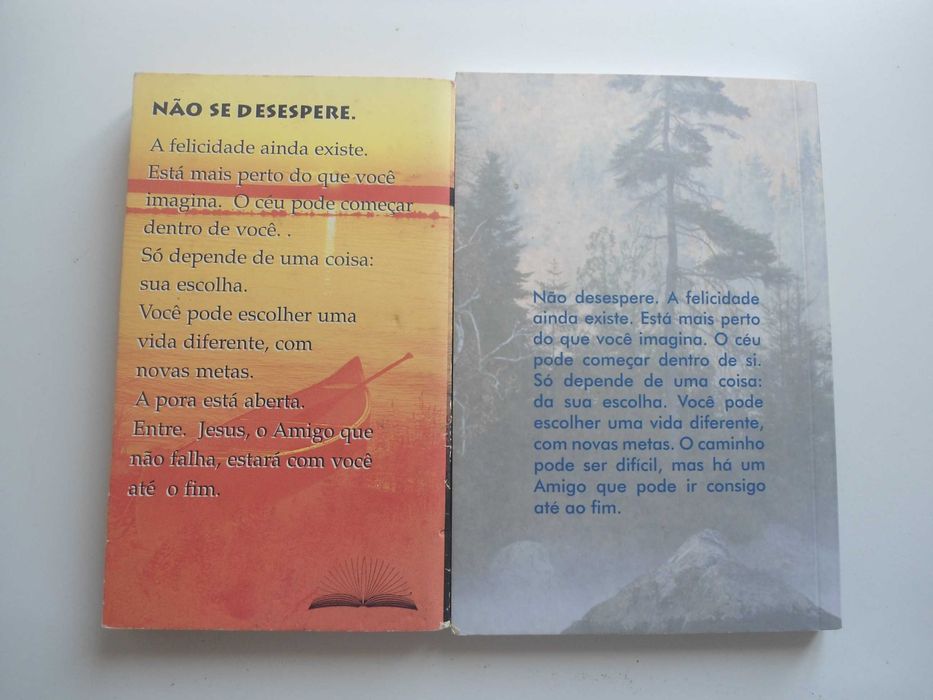 NÃO SE DESESPERE.
A felicidade ainda existe.
Está mais perto do que você
imagina. O céu pode começar
dentro de você. .
Só depende de uma coisa:
sua escolha.
Você pode escolher uma
vida diferente, com
novas metas.
A pora está aberta.
Entre. Jesus, o Amigo que
não falha, estará com você
até o fim.
Não desespere. A felicidade
ainda existe. Está mais perto
do que você imagina. O céu
pode começar dentro de si.
Só depende de uma coisa:
da sua escolha. Você pode
escolher uma vida diferente,
com novas metas. O caminho
pode ser difícil, mas há um
Amigo que pode ir consigo
até ao fim.